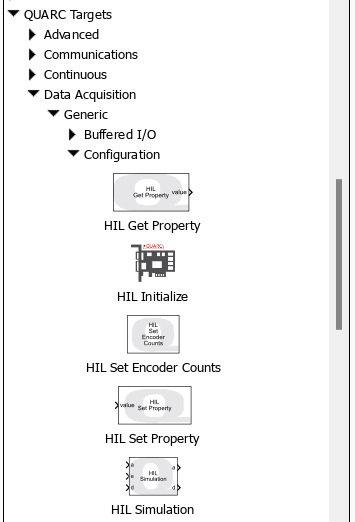 QUARC Targets
Advanced
Communications
Continuous
Data Acquisition
Generic
Buffered I/O
Configuration
HIL
Get Property
value
HIL Get Property
QUARC
HIL Initialize
HIL
Set
Encoder
Counts
HIL Set Encoder Counts
value
HIL
Set Property
HIL Set Property
a
e
d
HIL
Simulation
a
d
HIL Simulation